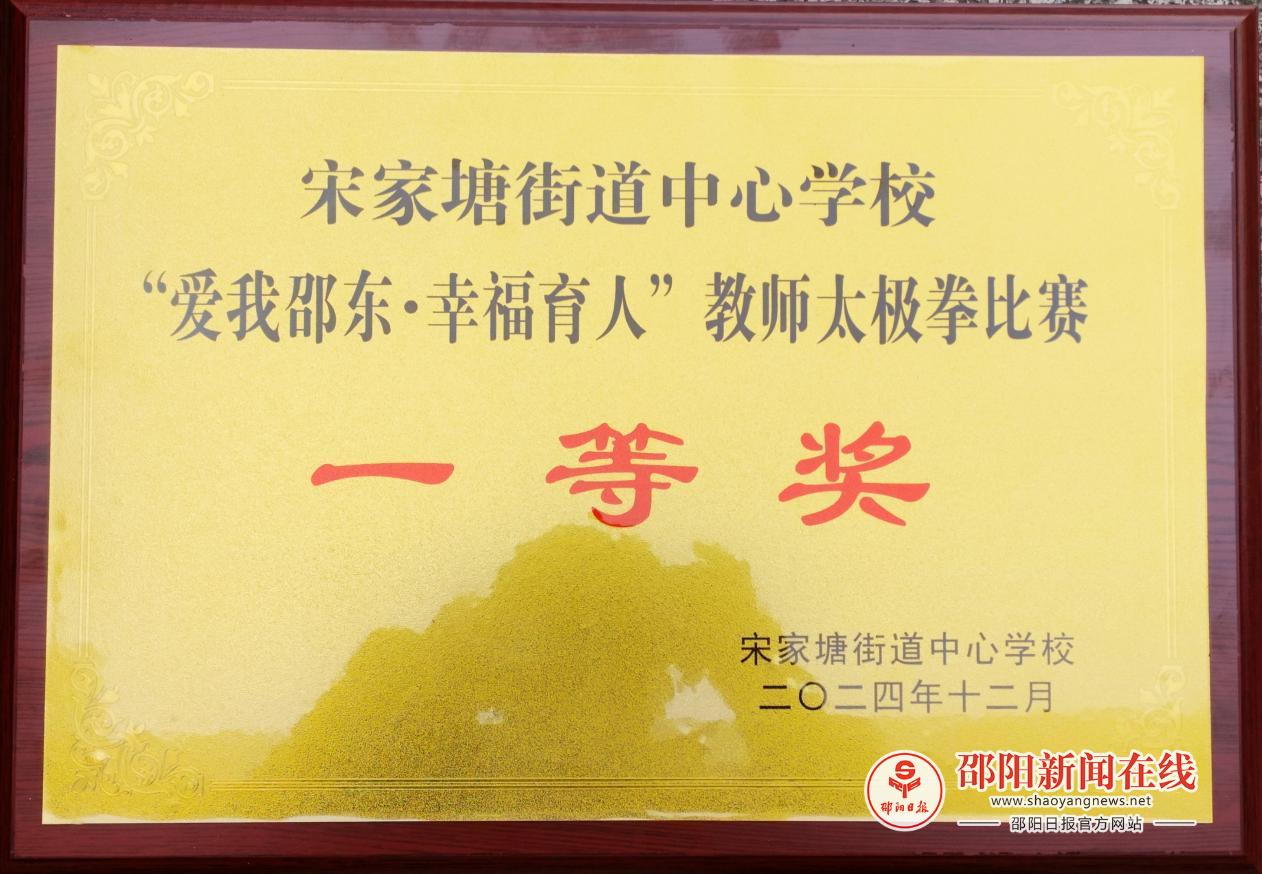 宋家塘街道中心学校
“爱我邵东·幸福育人”教师太极拳比赛
一等奖
宋家塘街道中心学校
二〇二四年十二月
邵阳日报
邵阳新闻在线
www.shaoyangnews.net
邵阳日报官方网站